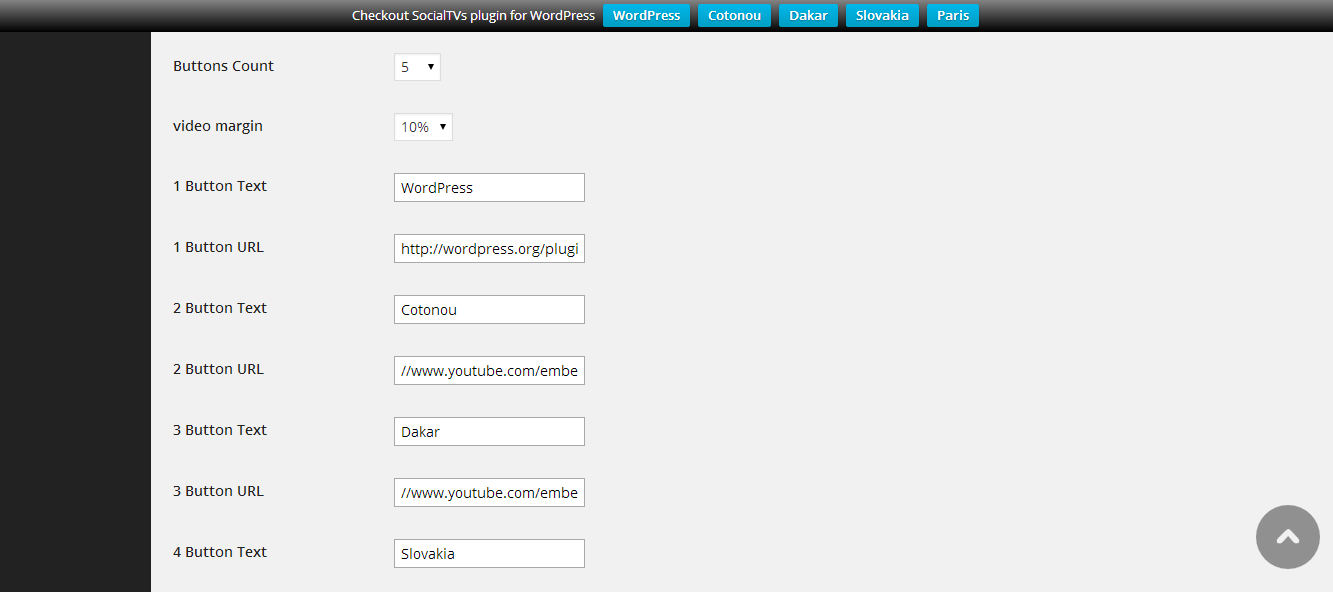 Checkout SocialTVs plugin for WordPress WordPress Cotonou Dakar Slovakia Paris
Buttons Count 5
video margin 10%
1 Button Text WordPress
1 Button URL http://wordpress.org/plugi
2 Button Text Cotonou
2 Button URL //www.youtube.com/embe
3 Button Text Dakar
3 Button URL //www.youtube.com/embe
4 Button Text Slovakia